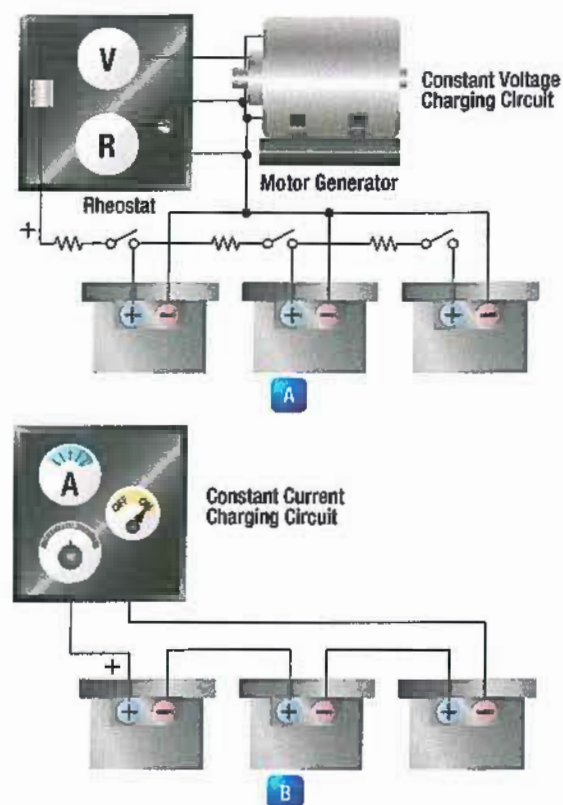 V
Constant Voltage
Charging Circuit
R
Rheostat
Motor Generator
+
+ − + − + −
A
A
OFF ON
Constant Current
Charging Circuit
+
+ − + − + −
B